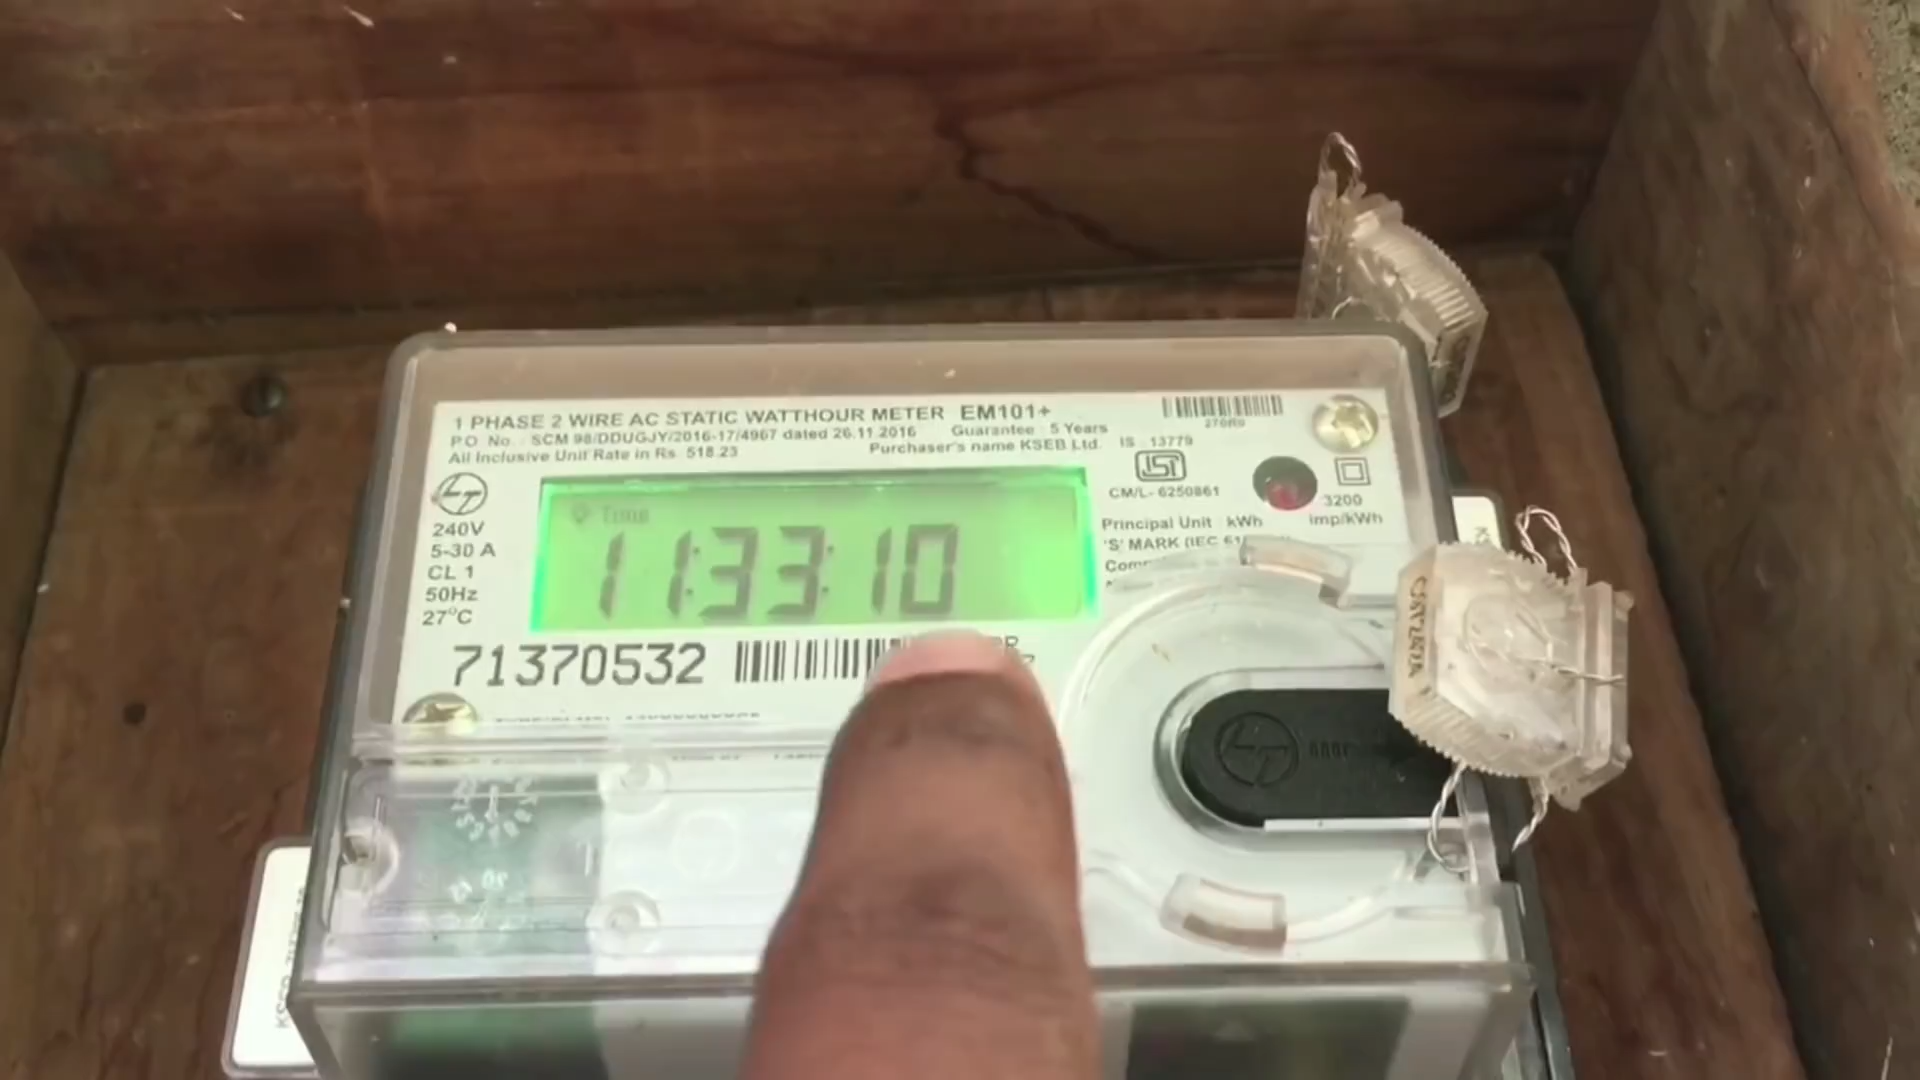 1 PHASE 2 WIRE AC STATIC WATTHOUR METER EM101+
P.O. No. : SCM 98/DDUGJY/2016-17/4967 dated 26.11.2016 Guarantee : 5 Years
All Inclusive Unit Rate in Rs. 518.23 Purchaser's name KSEB Ltd.
IS : 13779
ISI
CM/L- 6250861
3200
imp/kWh
Principal Unit : kWh
'S' MARK (IEC
240V
5-30 A
CL 1
50Hz
27°C
Time
11:33:10
71370532